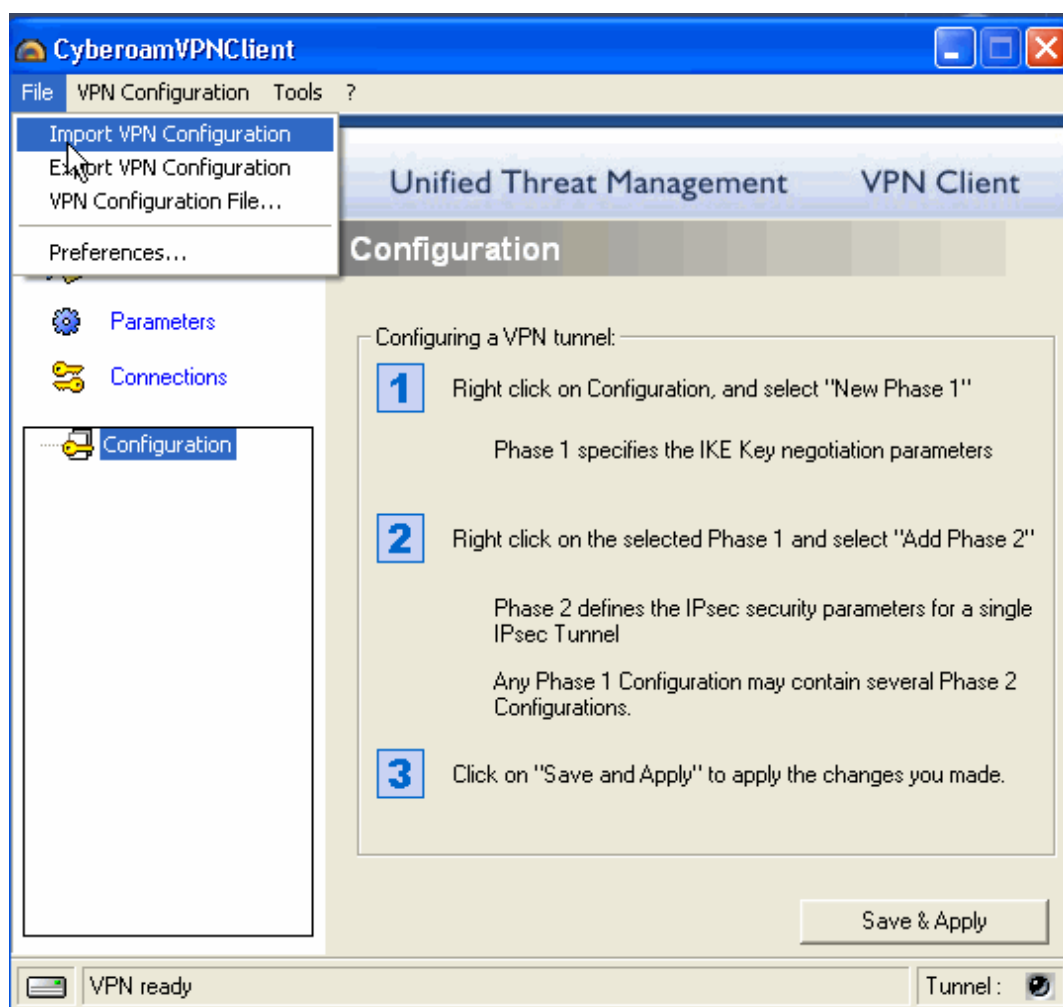 CyberoamVPNClient
File VPN Configuration Tools ?
Import VPN Configuration
Export VPN Configuration
VPN Configuration File...
Preferences...
Unified Threat Management VPN Client
Configuration
Parameters
Connections
Configuration
Configuring a VPN tunnel:
1 Right click on Configuration, and select "New Phase 1"
Phase 1 specifies the IKE Key negotiation parameters
2 Right click on the selected Phase 1 and select "Add Phase 2"
Phase 2 defines the IPsec security parameters for a single
IPsec Tunnel
Any Phase 1 Configuration may contain several Phase 2
Configurations.
3 Click on "Save and Apply" to apply the changes you made.
Save & Apply
VPN ready
Tunnel :